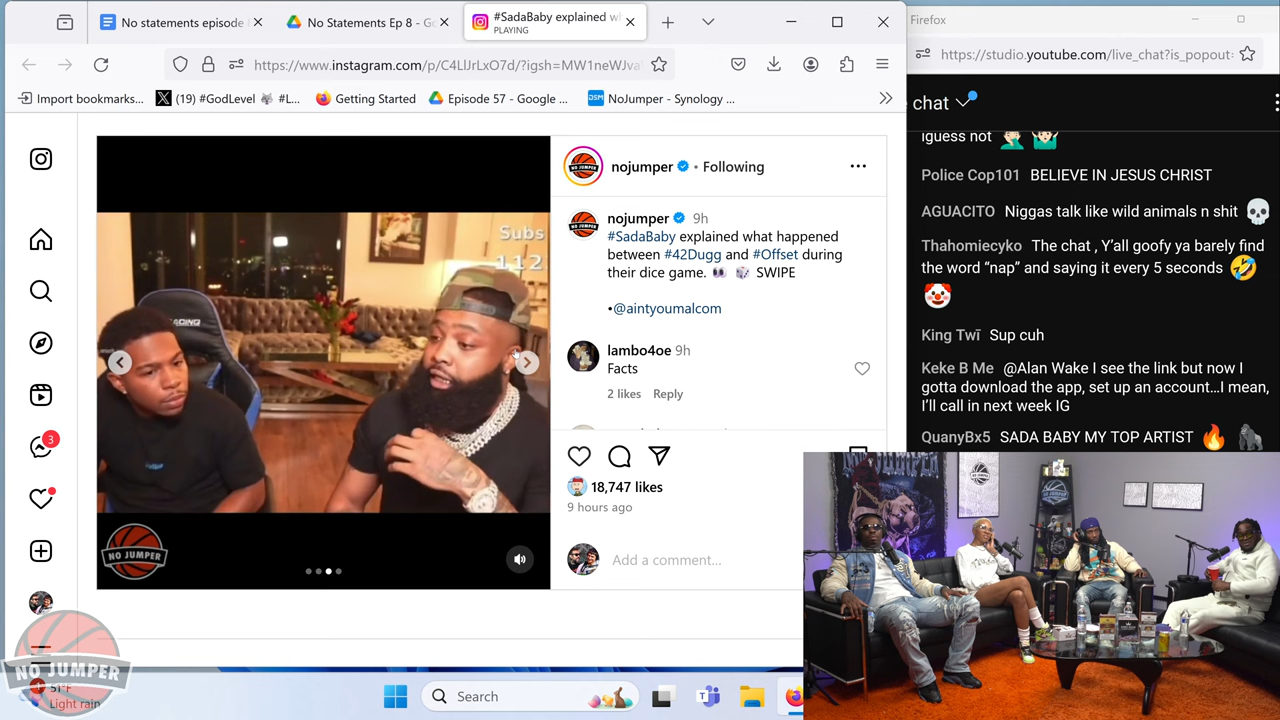 No statements episode
No Statements Ep 8 - Go
#SadaBaby explained wh
PLAYING
https://www.instagram.com/p/C4LlJrLxO7d/?igsh=MW1neWJva
Import bookmarks...
(19) #GodLevel #L...
Getting Started
Episode 57 - Google ...
NoJumper - Synology ...
nojumper • Following
nojumper 9h
#SadaBaby explained what happened
between #42Dugg and #Offset during
their dice game. 👀 🎲 SWIPE
•@aintyoumalcom
lambo4oe 9h
Facts
2 likes Reply
18,747 likes
9 hours ago
Add a comment...
Subs
112
RACING
NO JUMPER
3
NO JUMPER
51°F
Light rain
Search
Firefox
https://studio.youtube.com/live_chat?is_popout
chat
iguess not 🤦🏻‍♂️ 🤷🏻‍♂️
Police Cop101 BELIEVE IN JESUS CHRIST
AGUACITO Niggas talk like wild animals n shit 💀
Thahomiecyko The chat , Y'all goofy ya barely find
the word “nap” and saying it every 5 seconds 🤣
🤡
King Twī Sup cuh
Keke B Me @Alan Wake I see the link but now I
gotta download the app, set up an account…I mean,
I'll call in next week IG
QuanyBx5 SADA BABY MY TOP ARTIST 🔥 🦍